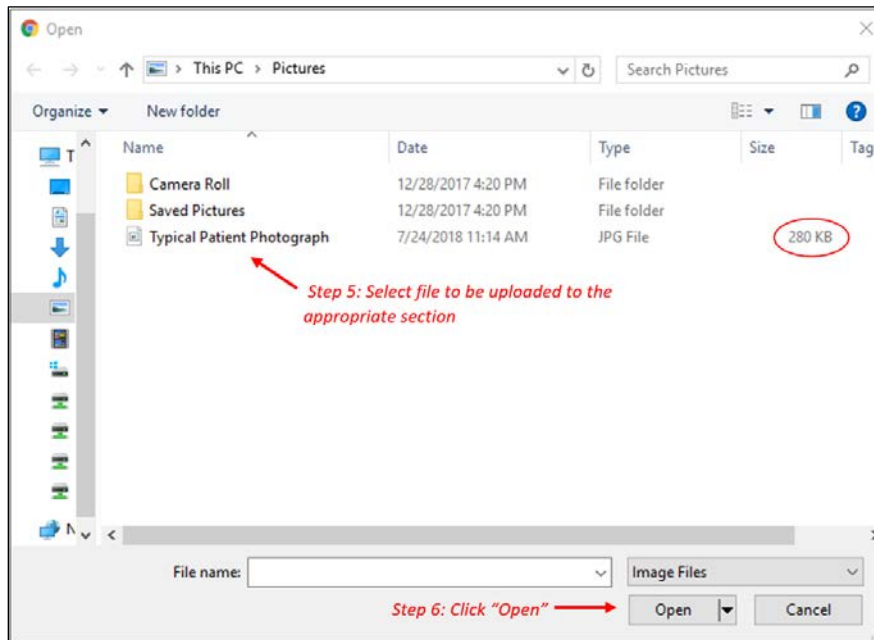 Open
This PC > Pictures
Search Pictures
Organize
New folder
Name Date Type Size Tag
Camera Roll 12/28/2017 4:20 PM File folder
Saved Pictures 12/28/2017 4:20 PM File folder
Typical Patient Photograph 7/24/2018 11:14 AM JPG File 280 KB
Step 5: Select file to be uploaded to the
appropriate section
T
N
File name:
Image Files
Step 6: Click “Open”
Open
Cancel